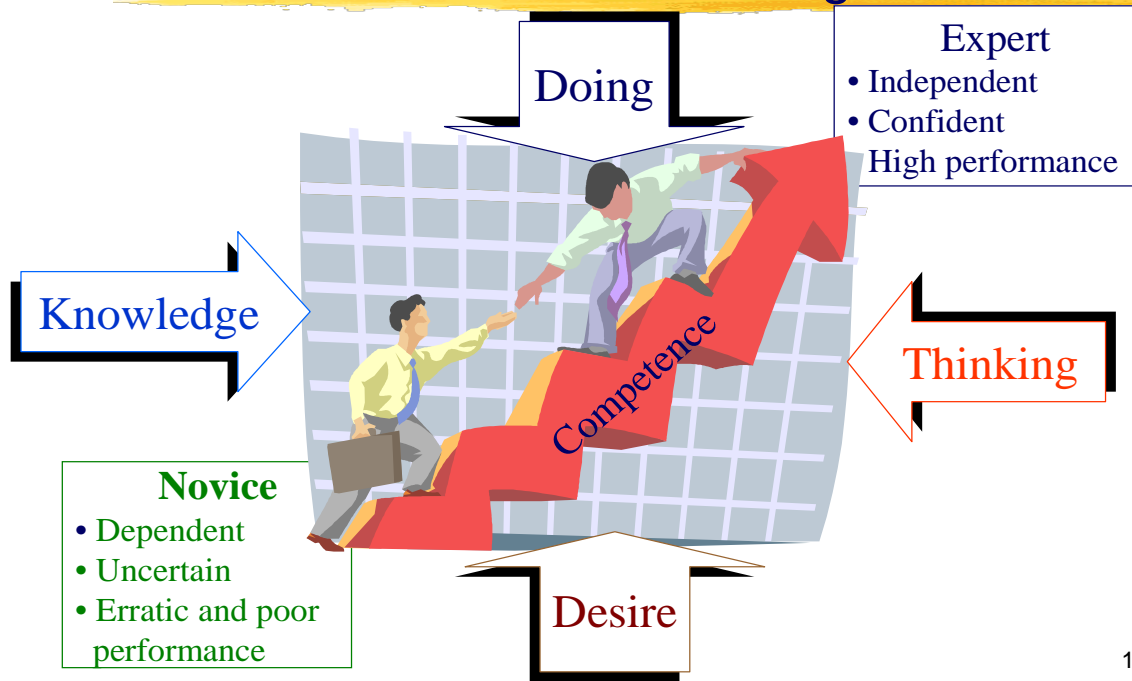 Doing
Expert
• Independent
• Confident
High performance
Knowledge
Competence
Thinking
Novice
• Dependent
• Uncertain
• Erratic and poor
performance
Desire
1